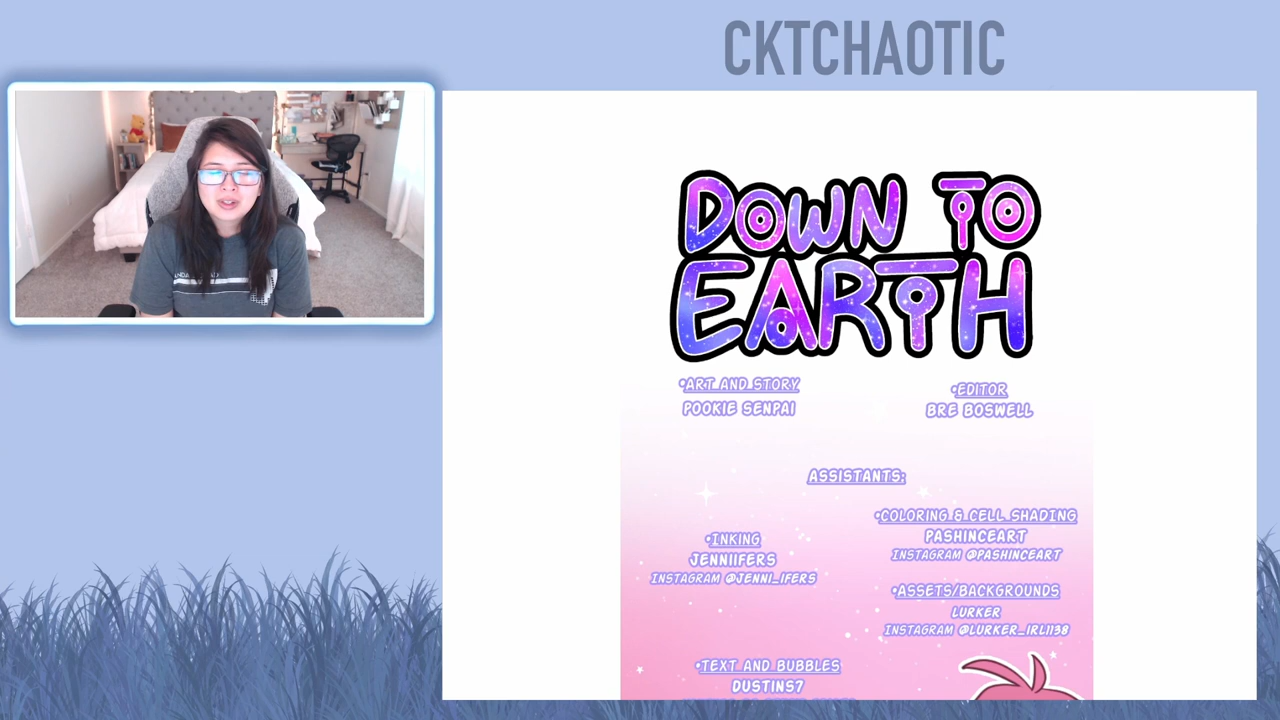 CKTCHAOTIC
DOWN TO
EARTH
•ART AND STORY
POOKIE SENPAI
•EDITOR
BRE BOSWELL
ASSISTANTS:
•INKING
JENNIIFERS
INSTAGRAM @JENNI_IFERS
•COLORING & CELL SHADING
PASHINCEART
INSTAGRAM @PASHINCEART
•ASSETS/BACKGROUNDS
LURKER
INSTAGRAM @LURKER_IRL1138
•TEXT AND BUBBLES
DUSTINS7